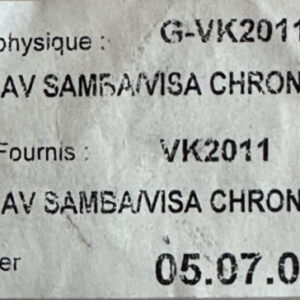 physique : G-VK2011
AV SAMBA/VISA CHRON
Fournis : VK2011
AV SAMBA/VISA CHRON
er 05.07.0